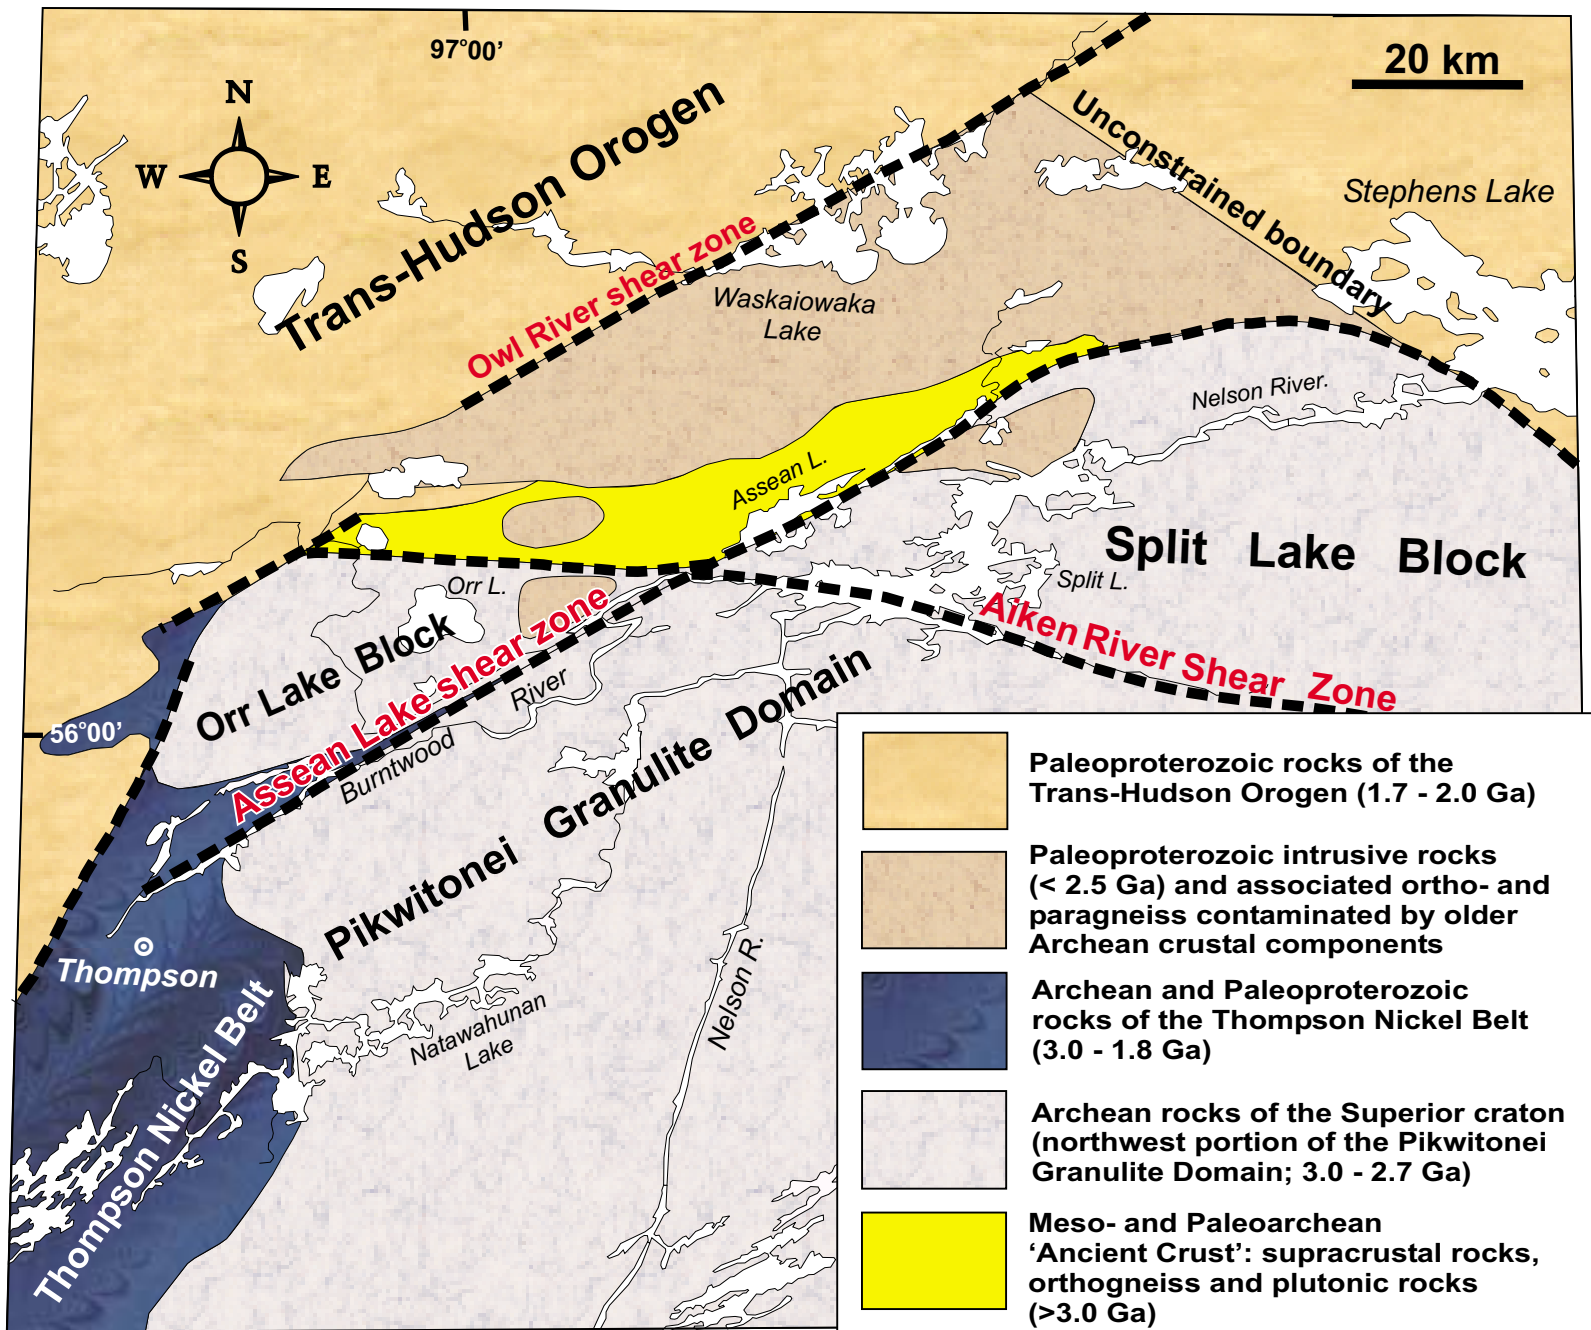 97°00’
20 km
N
W
E
S
Trans-Hudson Orogen
Unconstrained boundary
Stephens Lake
Owl River shear zone
Waskaiowaka
Lake
Nelson River.
Assean L.
Split Lake Block
Orr L.
Split L.
Aiken River Shear Zone
Orr Lake Block
Assean Lake shear zone
River
Burntwood
56°00’
Pikwitonei Granulite Domain
Thompson
Thompson Nickel Belt
Natawahunan
Lake
Nelson R.
Paleoproterozoic rocks of the
Trans-Hudson Orogen (1.7 - 2.0 Ga)
Paleoproterozoic intrusive rocks
(< 2.5 Ga) and associated ortho- and
paragneiss contaminated by older
Archean crustal components
Archean and Paleoproterozoic
rocks of the Thompson Nickel Belt
(3.0 - 1.8 Ga)
Archean rocks of the Superior craton
(northwest portion of the Pikwitonei
Granulite Domain; 3.0 - 2.7 Ga)
Meso- and Paleoarchean
‘Ancient Crust’: supracrustal rocks,
orthogneiss and plutonic rocks
(>3.0 Ga)